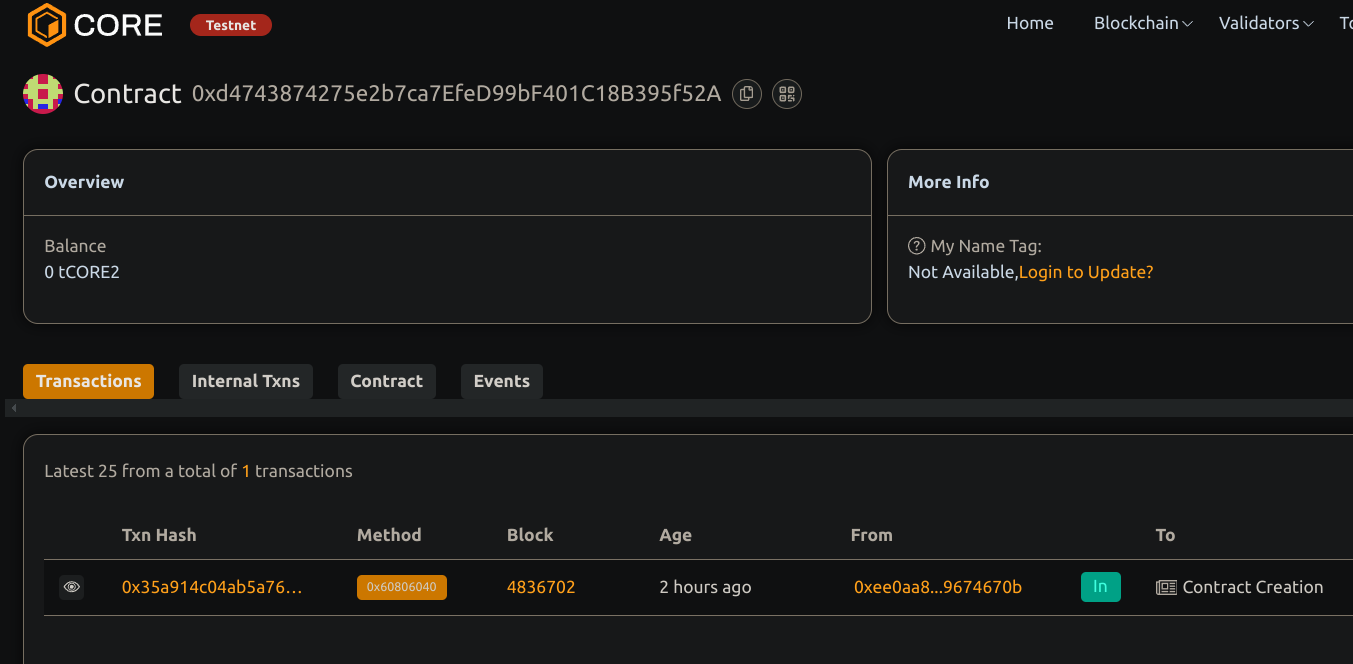 CORE Testnet Home Blockchain Validators
Contract 0xd4743874275e2b7ca7EfeD99bF401C18B395f52A
Overview
Balance
0 tCORE2
More Info
My Name Tag:
Not Available,Login to Update?
Transactions Internal Txns Contract Events
Latest 25 from a total of 1 transactions
Txn Hash Method Block Age From To
0x35a914c04ab5a76... 0x60806040 4836702 2 hours ago 0xee0aa8...9674670b In Contract Creation